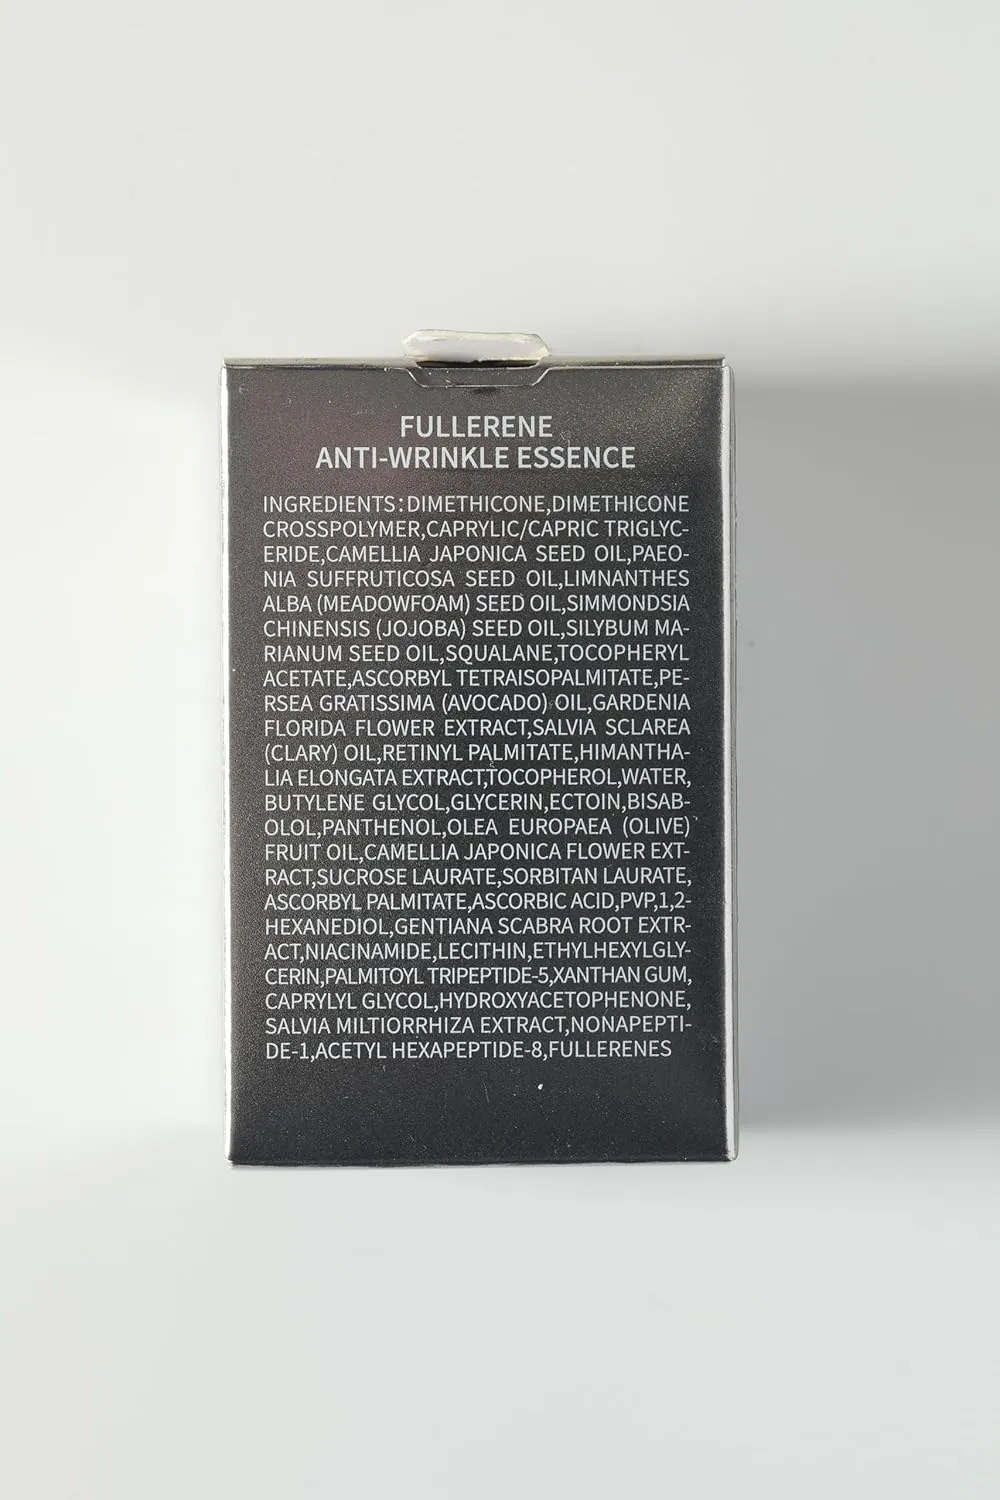 FULLERENE
ANTI-WRINKLE ESSENCE
INGREDIENTS:DIMETHICONE,DIMETHICONE
CROSSPOLYMER,CAPRYLIC/CAPRIC TRIGLYC-
ERIDE,CAMELLIA JAPONICA SEED OIL,PAEO-
NIA SUFFRUTICOSA SEED OIL,LIMNANTHES
ALBA (MEADOWFOAM) SEED OIL,SIMMONDSIA
CHINENSIS (JOJOBA) SEED OIL,SILYBUM MA-
RIANUM SEED OIL,SQUALANE,TOCOPHERYL
ACETATE,ASCORBYL TETRAISOPALMITATE,PE-
RSEA GRATISSIMA (AVOCADO) OIL,GARDENIA
FLORIDA FLOWER EXTRACT,SALVIA SCLAREA
(CLARY) OIL,RETINYL PALMITATE,HIMANTHA-
LIA ELONGATA EXTRACT,TOCOPHEROL,WATER,
BUTYLENE GLYCOL,GLYCERIN,ECTOIN,BISAB-
OLOL,PANTHENOL,OLEA EUROPAEA (OLIVE)
FRUIT OIL,CAMELLIA JAPONICA FLOWER EXT-
RACT,SUCROSE LAURATE,SORBITAN LAURATE,
ASCORBYL PALMITATE,ASCORBIC ACID,PVP,1,2-
HEXANEDIOL,GENTIANA SCABRA ROOT EXTR-
ACT,NIACINAMIDE,LECITHIN,ETHYLHEXYLGLY-
CERIN,PALMITOYL TRIPEPTIDE-5,XANTHAN GUM,
CAPRYLYL GLYCOL,HYDROXYACETOPHENONE,
SALVIA MILTIORRHIZA EXTRACT,NONAPEPTI-
DE-1,ACETYL HEXAPEPTIDE-8,FULLERENES